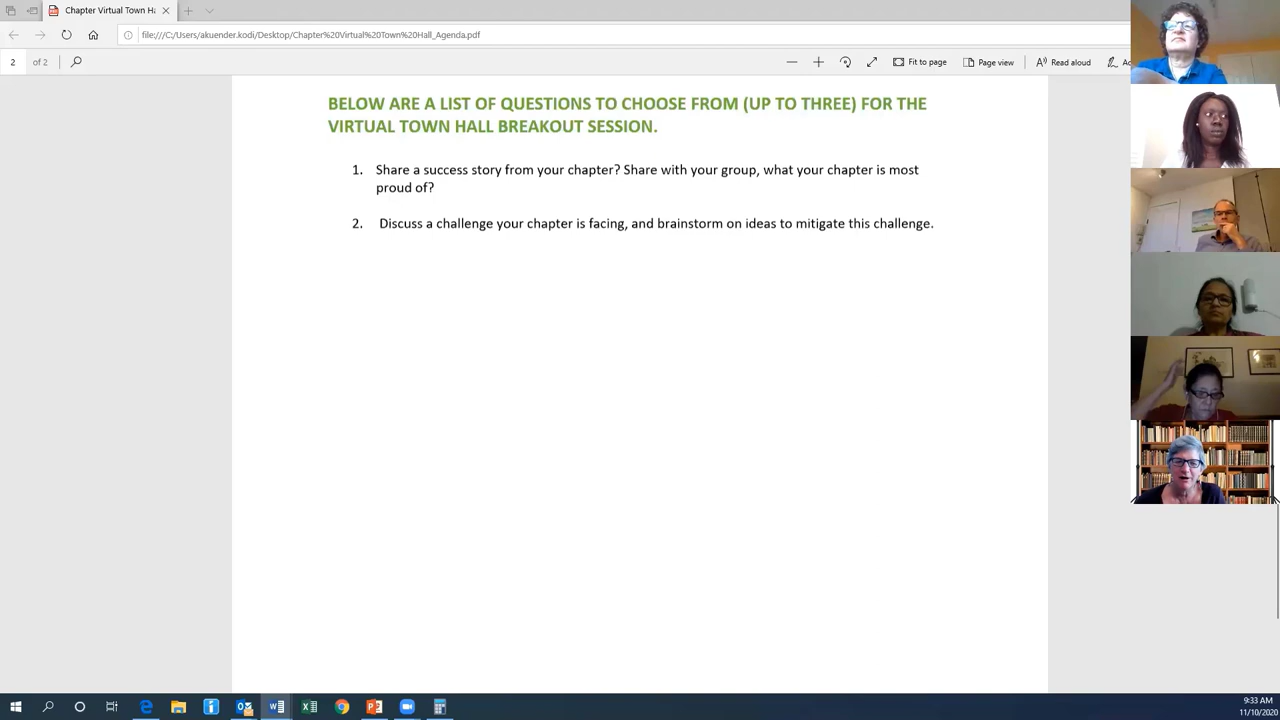 Chapter Virtual Town Ha
file:///C:/Users/akuender.kodi/Desktop/Chapter%20Virtual%20Town%20Hall_Agenda.pdf
2 of 2
Fit to page
Page view
Read aloud
BELOW ARE A LIST OF QUESTIONS TO CHOOSE FROM (UP TO THREE) FOR THE
VIRTUAL TOWN HALL BREAKOUT SESSION.
1. Share a success story from your chapter? Share with your group, what your chapter is most
proud of?
2. Discuss a challenge your chapter is facing, and brainstorm on ideas to mitigate this challenge.
9:33 AM
11/10/2020